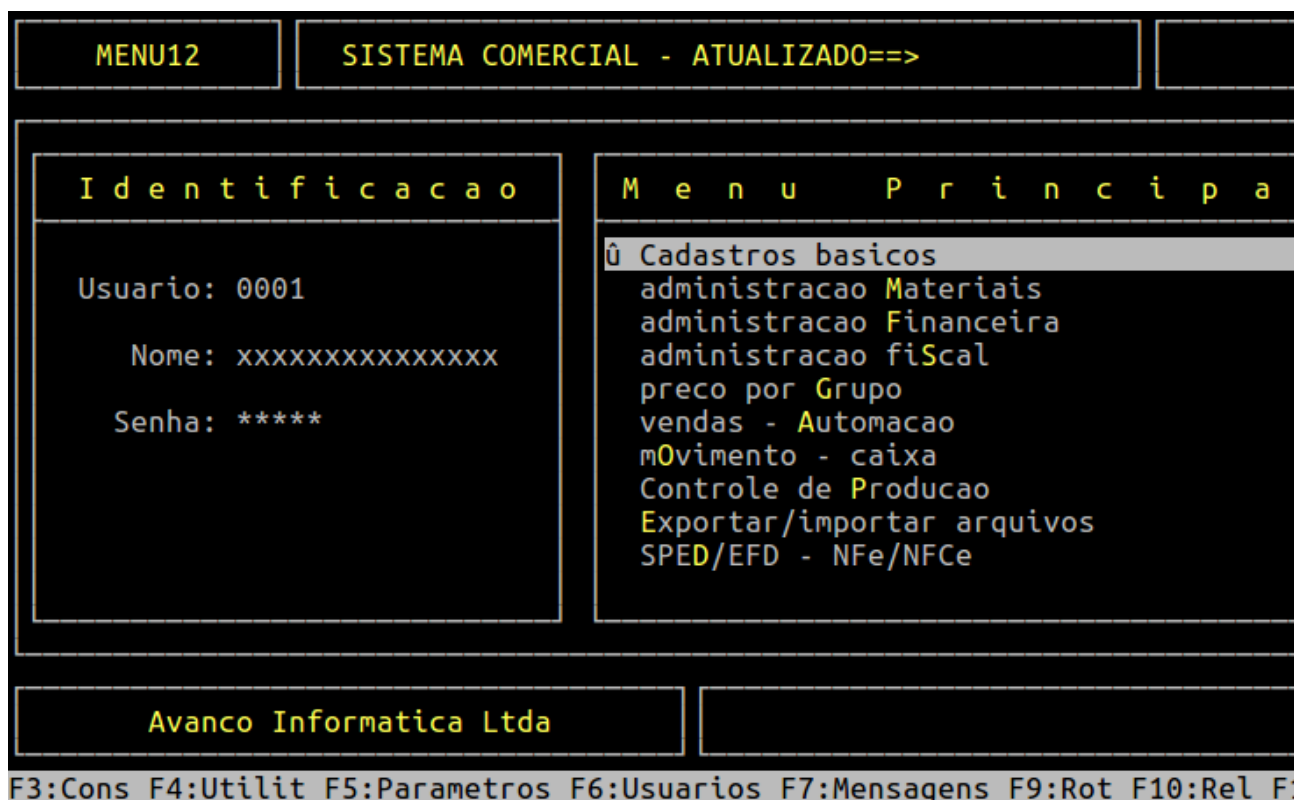 MENU12
SISTEMA COMERCIAL - ATUALIZADO==>
I d e n t i f i c a c a o
Usuario: 0001
Nome: xxxxxxxxxxxxxxx
Senha: *****
M e n u P r i n c i p a
û Cadastros basicos
administracao Materiais
administracao Financeira
administracao fiScal
preco por Grupo
vendas - Automacao
mOvimento - caixa
Controle de Producao
Exportar/importar arquivos
SPED/EFD - NFe/NFCe
Avanco Informatica Ltda
F3:Cons F4:Utilit F5:Parametros F6:Usuarios F7:Mensagens F9:Rot F10:Rel